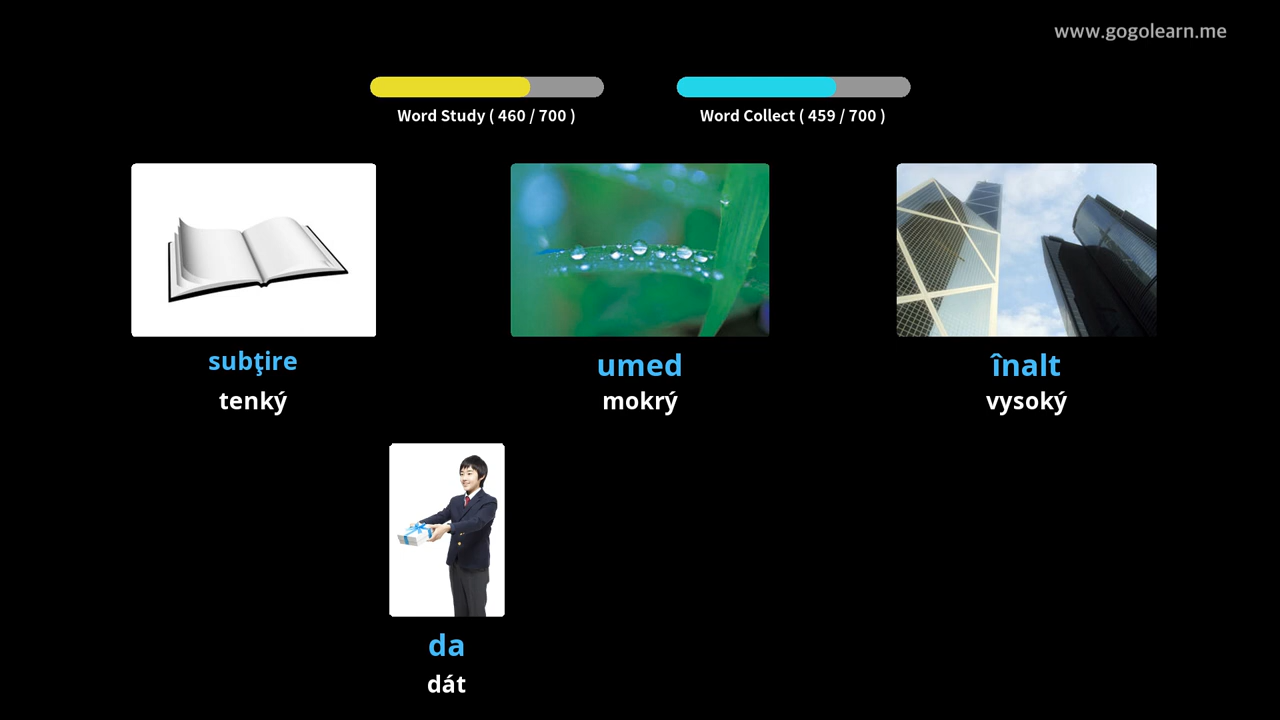 www.gogolearn.me
Word Study ( 460 / 700 )
Word Collect ( 459 / 700 )
subţire
tenký
umed
mokrý
înalt
vysoký
da
dát